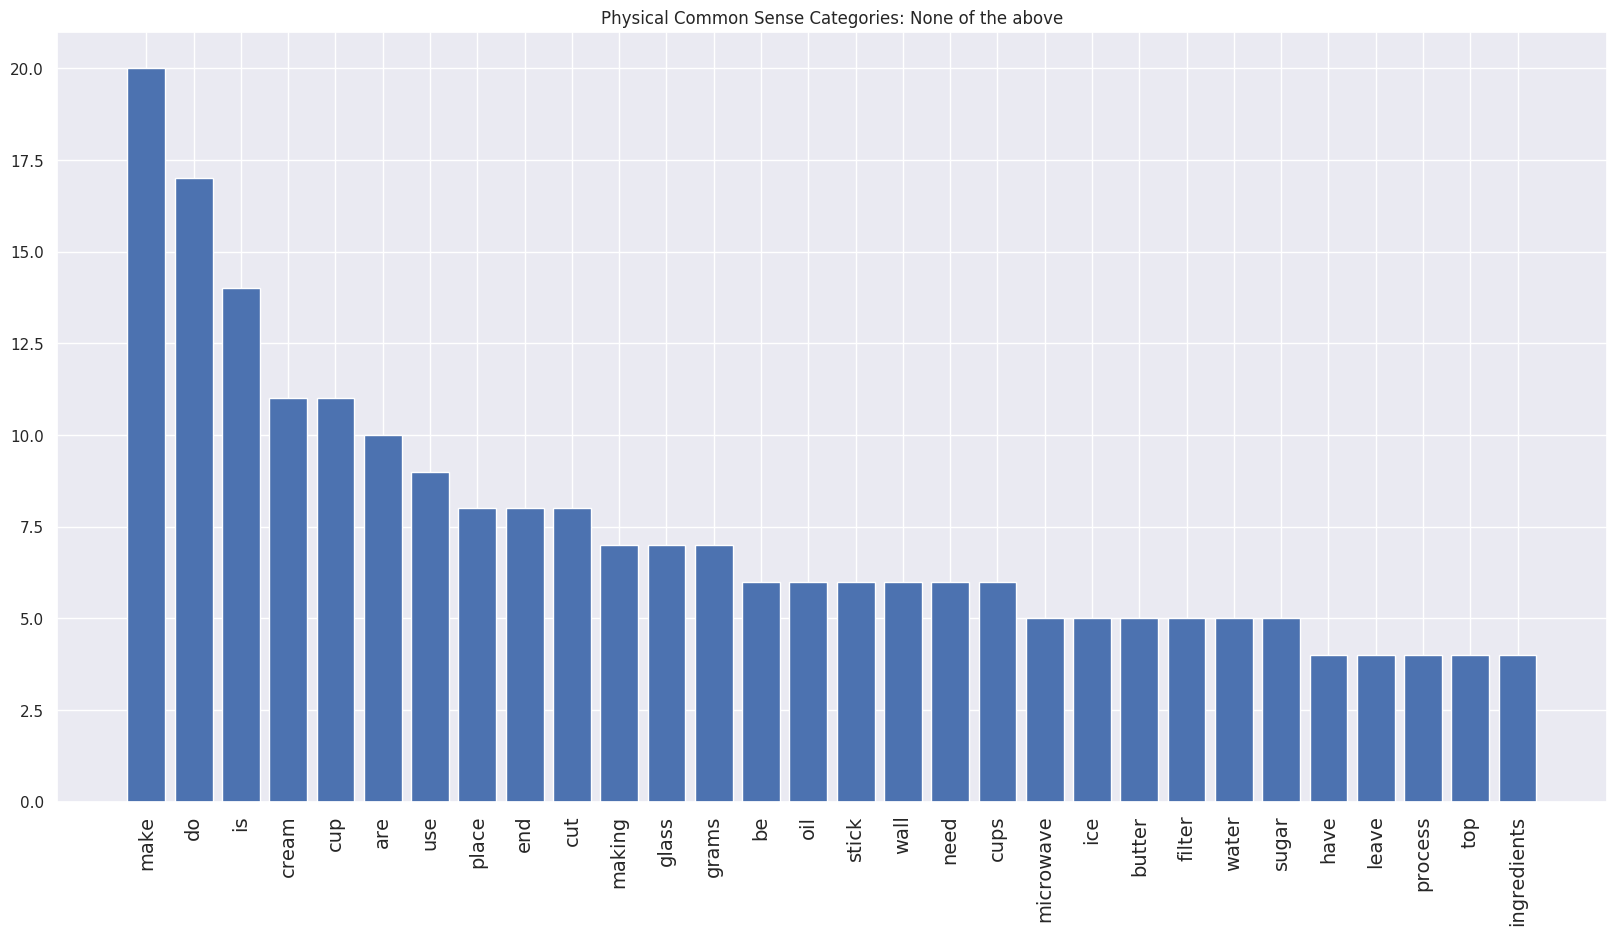 Physical Common Sense Categories: None of the above
20.0
17.5
15.0
12.5
10.0
7.5
5.0
2.5
0.0
make
do
is
cream
cup
are
use
place
end
cut
making
glass
grams
be
oil
stick
wall
need
cups
microwave
ice
butter
filter
water
sugar
have
leave
process
top
ingredients